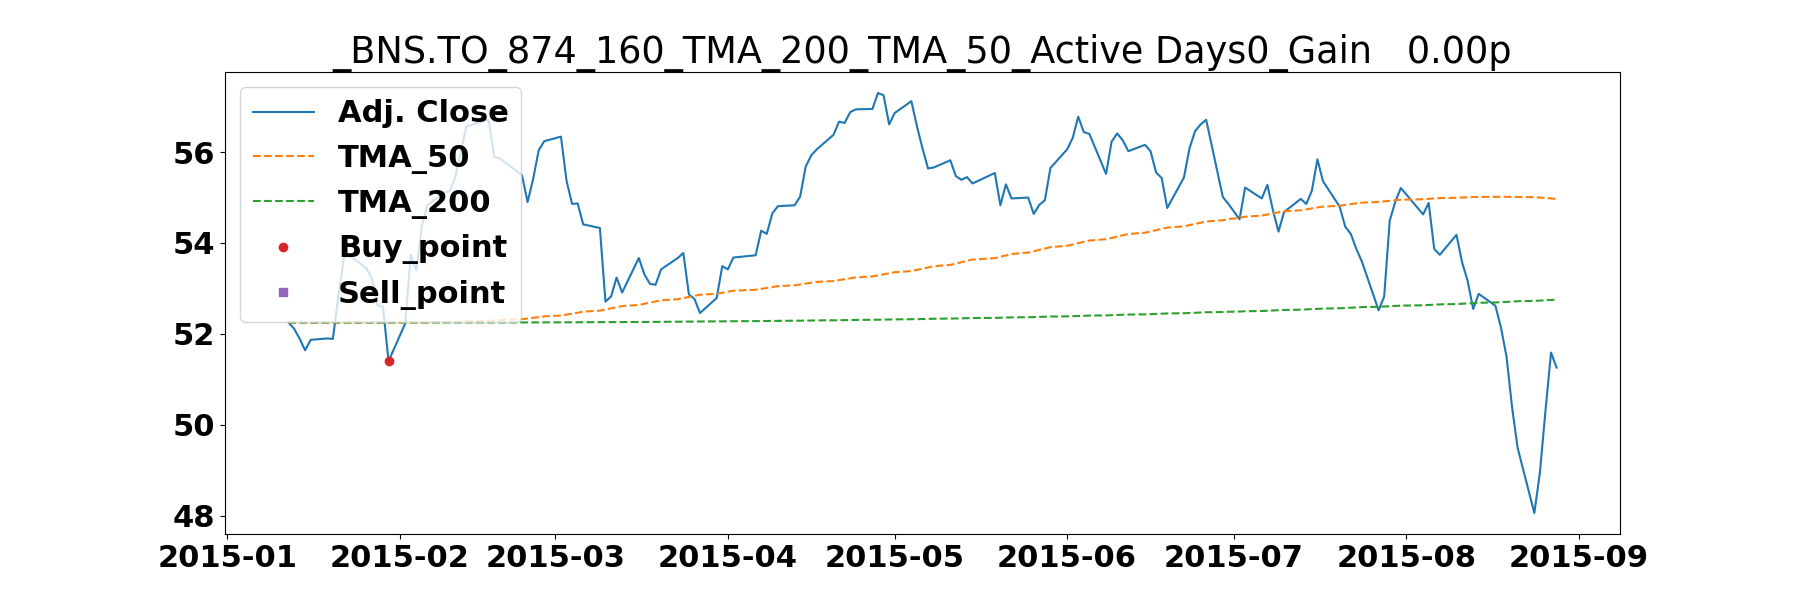 _BNS.TO_874_160_TMA_200_TMA_50_Active Days0_Gain   0.00p
Adj. Close
TMA_50
TMA_200
Buy_point
Sell_point
56
54
52
50
48
2015-01 2015-02 2015-03 2015-04 2015-05 2015-06 2015-07 2015-08 2015-09